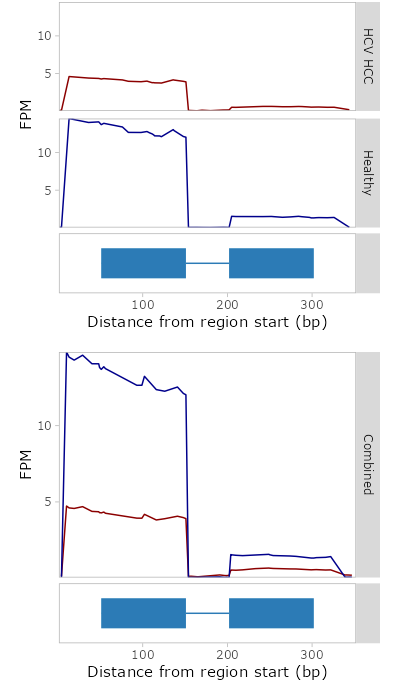 10
5
HCV HCC
FPM
10
5
Healthy
100 200 300
Distance from region start (bp)
10
5
FPM
Combined
100 200 300
Distance from region start (bp)